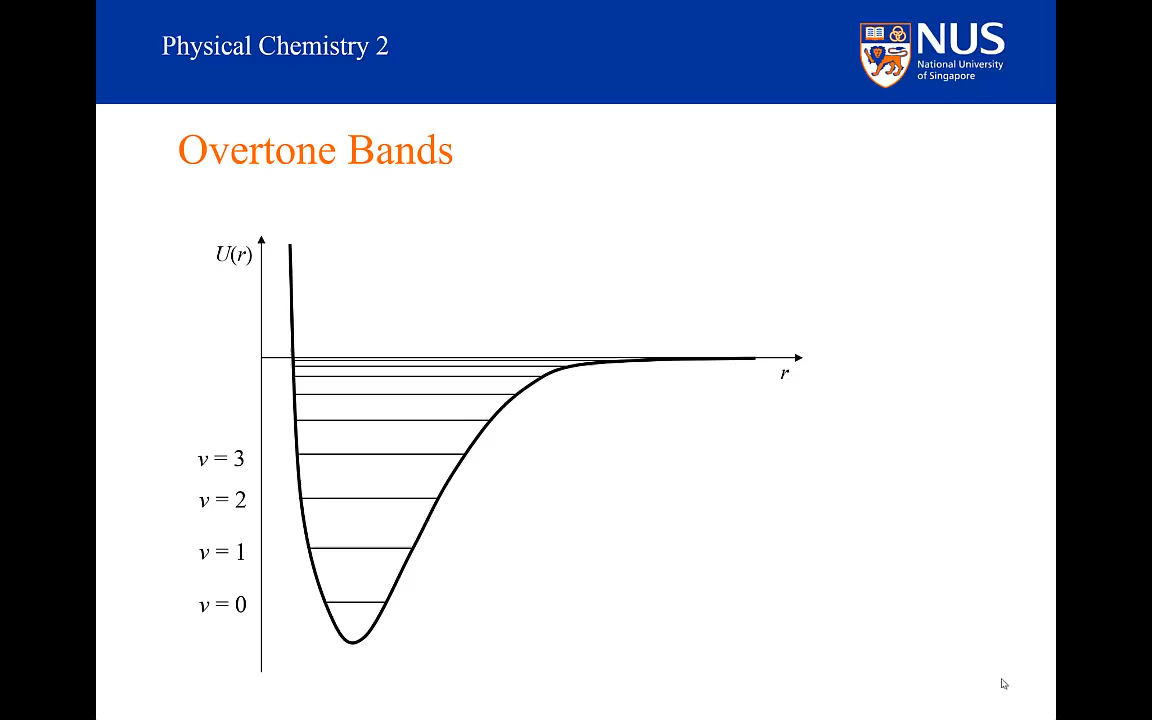 Physical Chemistry 2
NUS
National University
of Singapore
Overtone Bands
U(r)
r
v = 3
v = 2
v = 1
v = 0